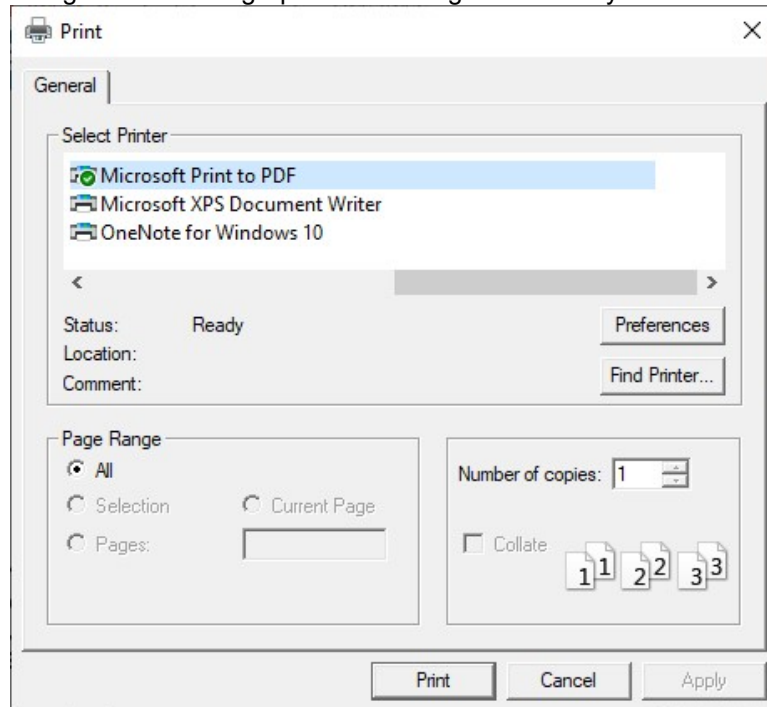 Print
General
Select Printer
Microsoft Print to PDF
Microsoft XPS Document Writer
OneNote for Windows 10
Status: Ready
Preferences
Location:
Find Printer...
Comment:
Page Range
All
Number of copies: 1
Selection Current Page
Pages:
Collate
1 1 2 2 3 3
Print Cancel Apply